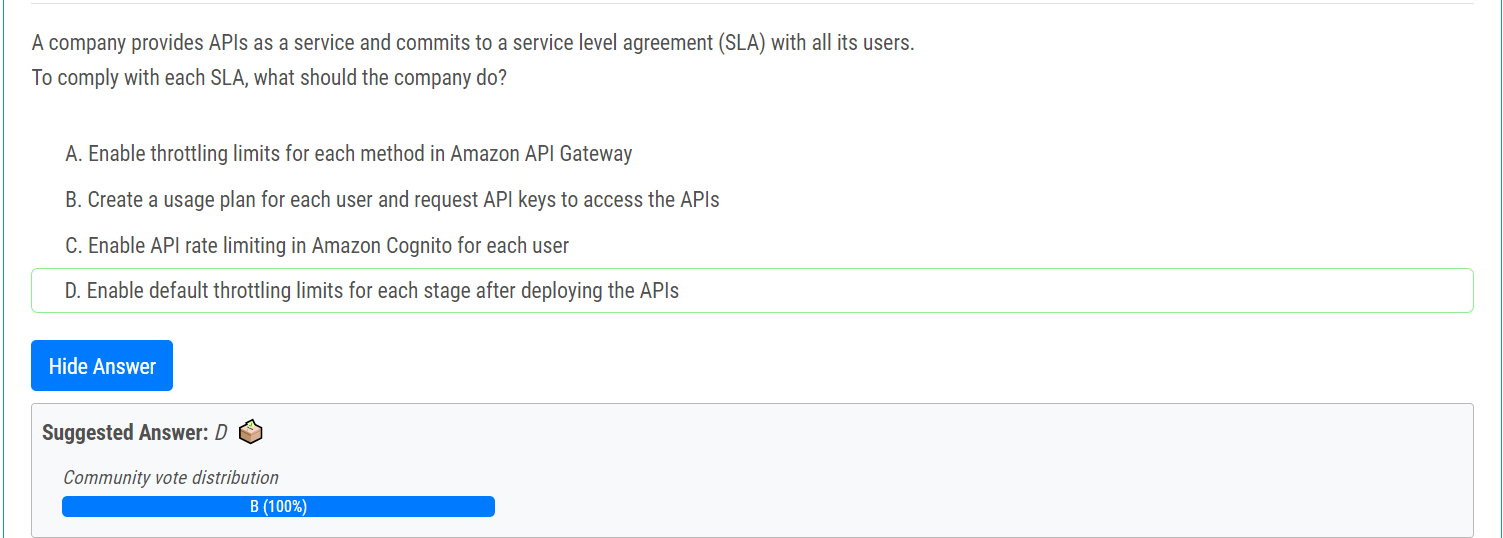 A company provides APIs as a service and commits to a service level agreement (SLA) with all its users.
To comply with each SLA, what should the company do?
A. Enable throttling limits for each method in Amazon API Gateway
B. Create a usage plan for each user and request API keys to access the APIs
C. Enable API rate limiting in Amazon Cognito for each user
D. Enable default throttling limits for each stage after deploying the APIs
Hide Answer
Suggested Answer: D
Community vote distribution
B (100%)